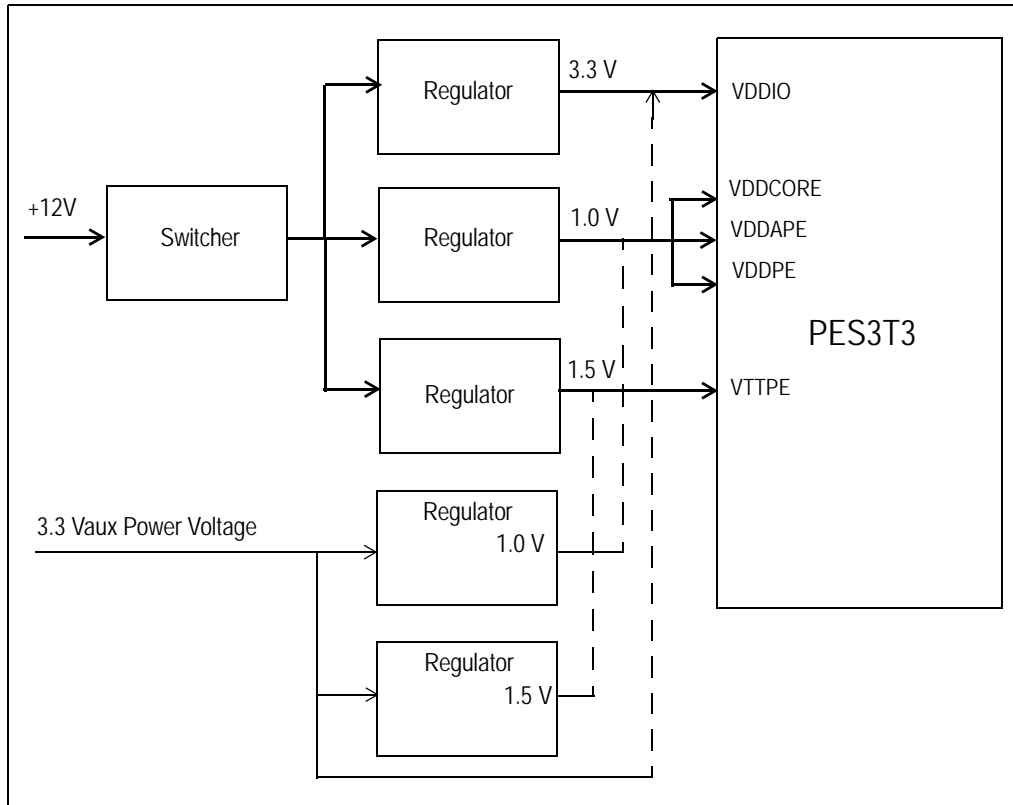 Regulator
3.3 V
VDDIO
+12V
Switcher
Regulator
1.0 V
VDDCORE
VDDAPE
VDDPE
PES3T3
Regulator
1.5 V
VTTPE
3.3 Vaux Power Voltage
Regulator
1.0 V
Regulator
1.5 V